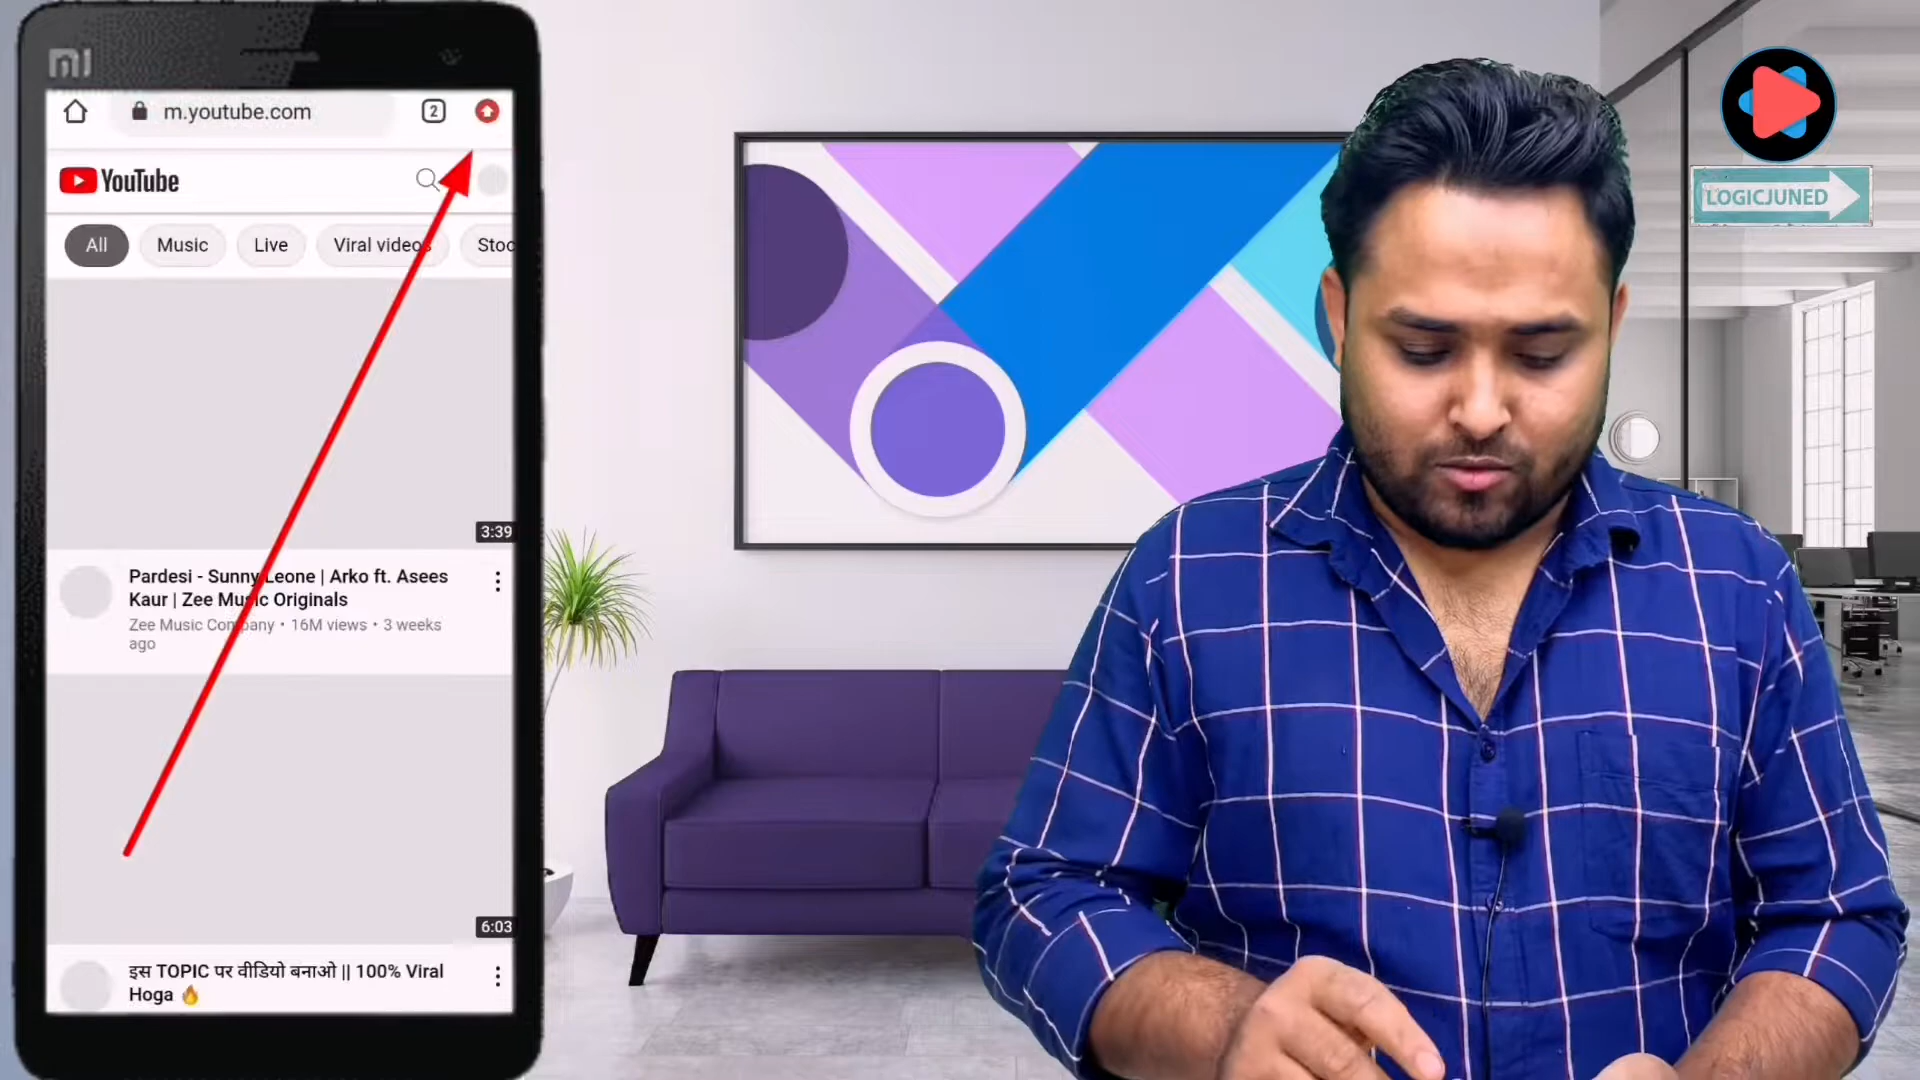 mi
m.youtube.com
2
YouTube
All
Music
Live
Viral videos
Stoc
3:39
Pardesi - Sunny Leone | Arko ft. Asees
Kaur | Zee Music Originals
Zee Music Company • 16M views • 3 weeks
ago
6:03
इस TOPIC पर वीडियो बनाओ || 100% Viral
Hoga 🔥
LOGICJUNED